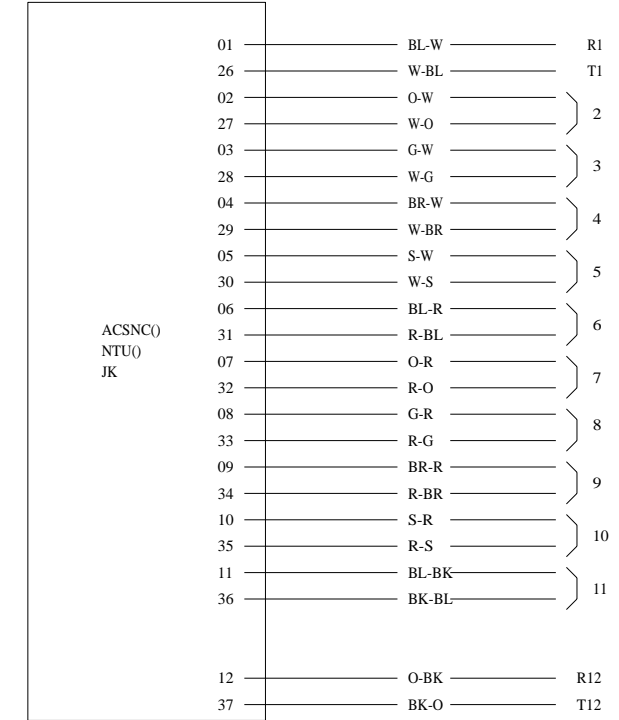 01 BL-W R1
26 W-BL T1
02 O-W
2
27 W-O
03 G-W
3
28 W-G
04 BR-W
4
29 W-BR
05 S-W
5
30 W-S
06 BL-R
6
31 R-BL
ACSNC()
NTU()
JK
07 O-R
7
32 R-O
08 G-R
8
33 R-G
09 BR-R
9
34 R-BR
10 S-R
10
35 R-S
11 BL-BK
11
36 BK-BL
12 O-BK R12
37 BK-O T12